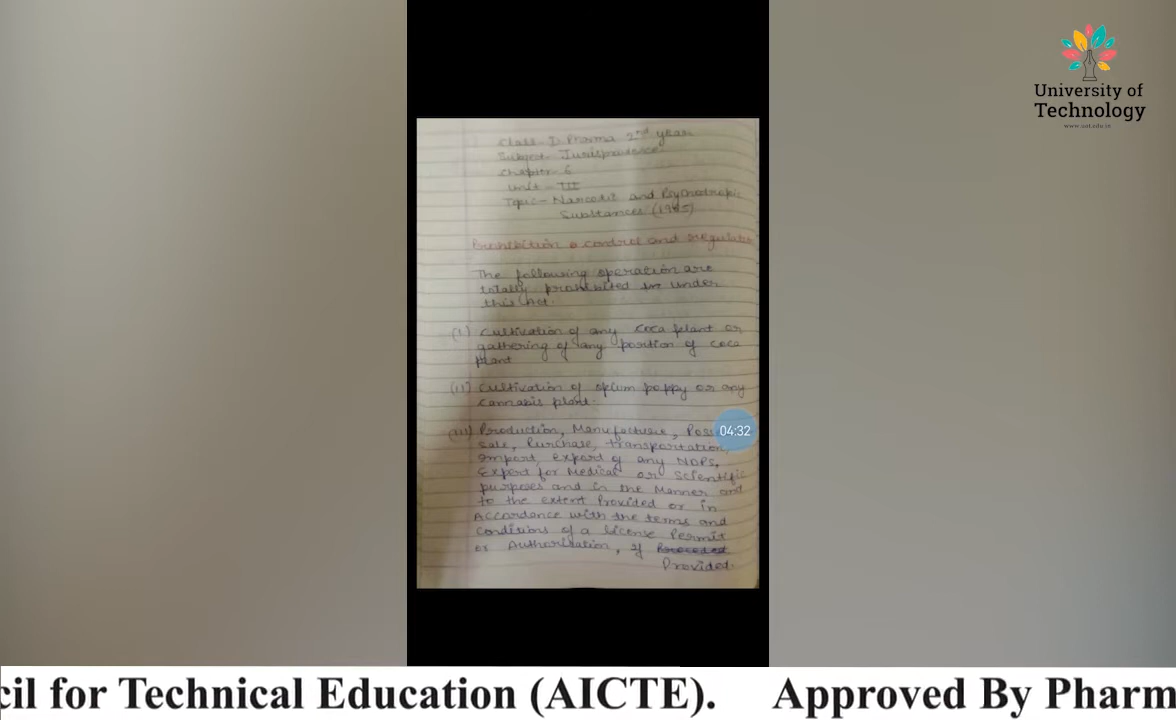 University of
Technology
www.uot.edu.in
Class - D. Pharma 2nd year
Subject - Jurisprudence
Chapter - 6
Unit - III
Topic - Narcotic and Psychotropic
Substances (1985)
Prohibition control and regulation
The following operation are
totally prohibited under
this Act.
(I) Cultivation of any coca plant or
gathering of any portion of coca
plant
(II) Cultivation of opium poppy or any
cannabis plant.
(III) Production, Manufacture,
Sale, Purchase, transportation,
import, export of any NDPS,
Export for Medical or Scientific
purposes and in the Manner and
to the extent Provided or in
Accordance with the terms and
conditions of a license Permit
or Authorization, if
Provided.
04:32
cil for Technical Education (AICTE). Approved By Pharm